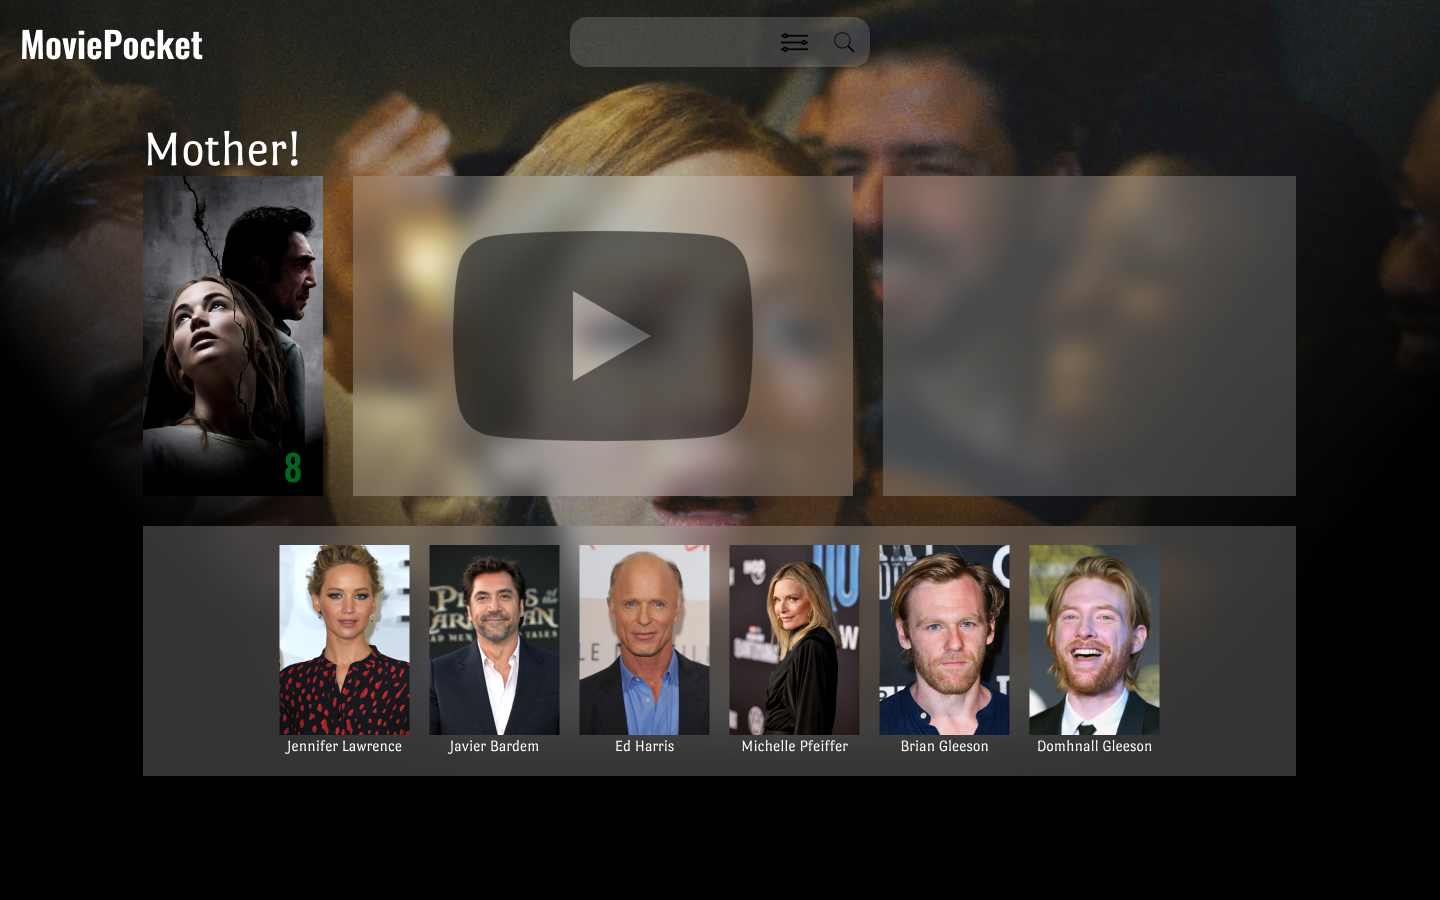 MoviePocket
Mother!
8
Jennifer Lawrence
Javier Bardem
Ed Harris
Michelle Pfeiffer
Brian Gleeson
Domhnall Gleeson